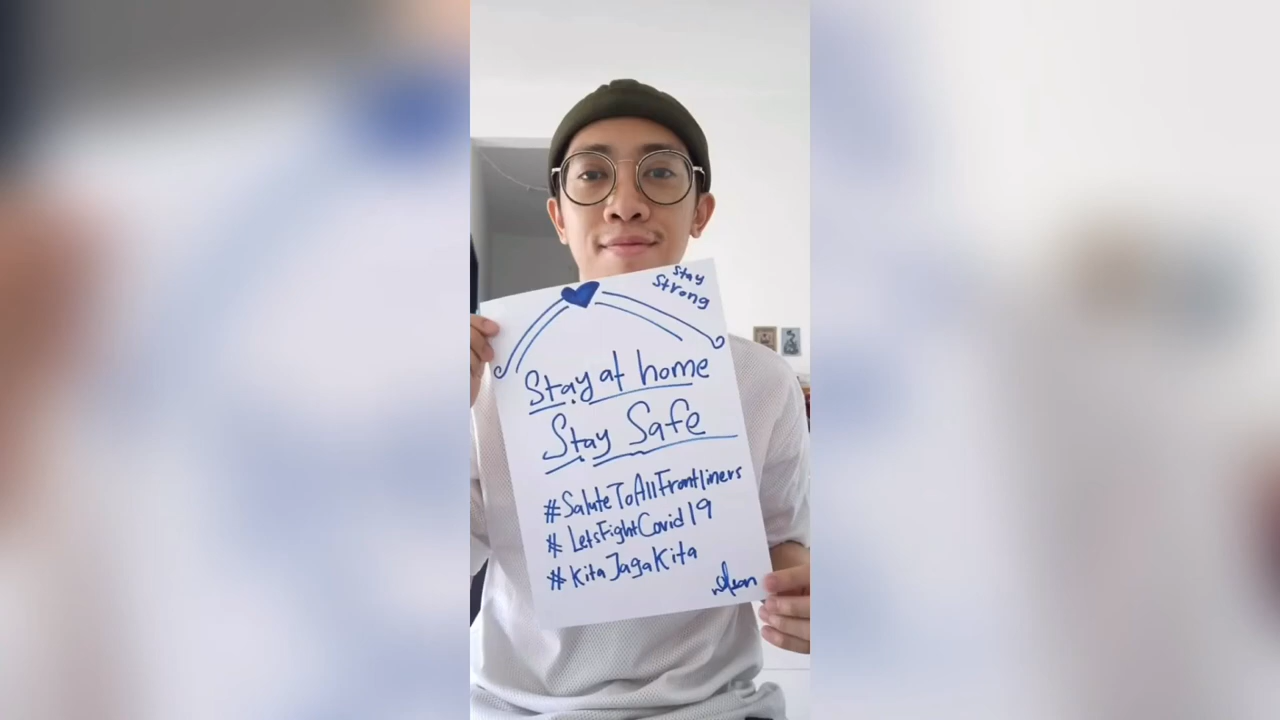 Stay
Strong
Stay at home
Stay Safe
#SaluteToAllFrontliners
# LetsFightCovid19
#KitaJagaKita